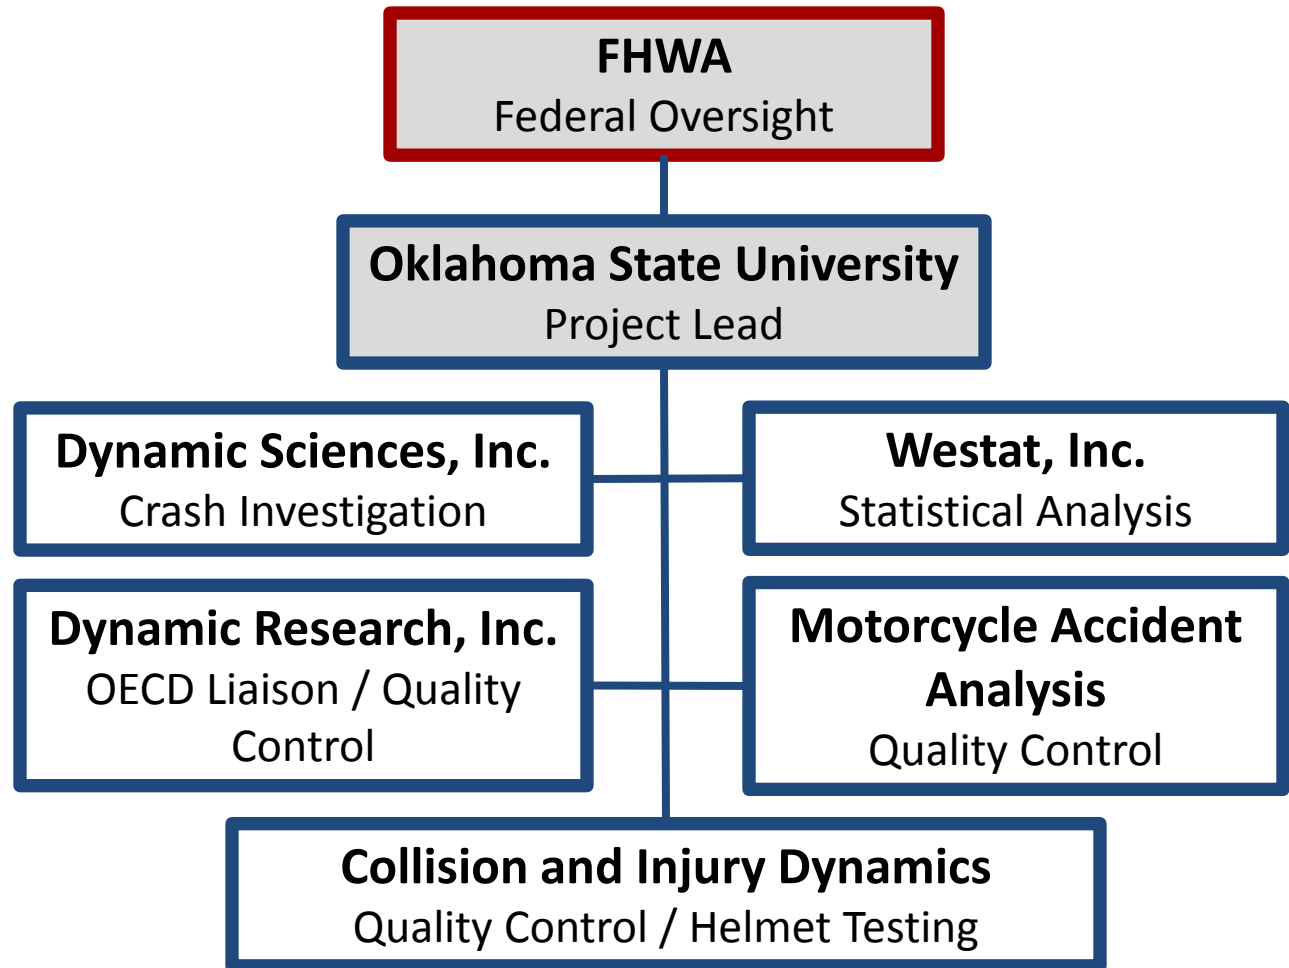 FHWA
Federal Oversight
Oklahoma State University
Project Lead
Dynamic Sciences, Inc.
Crash Investigation
Westat, Inc.
Statistical Analysis
Dynamic Research, Inc.
OECD Liaison / Quality
Control
Motorcycle Accident
Analysis
Quality Control
Collision and Injury Dynamics
Quality Control / Helmet Testing